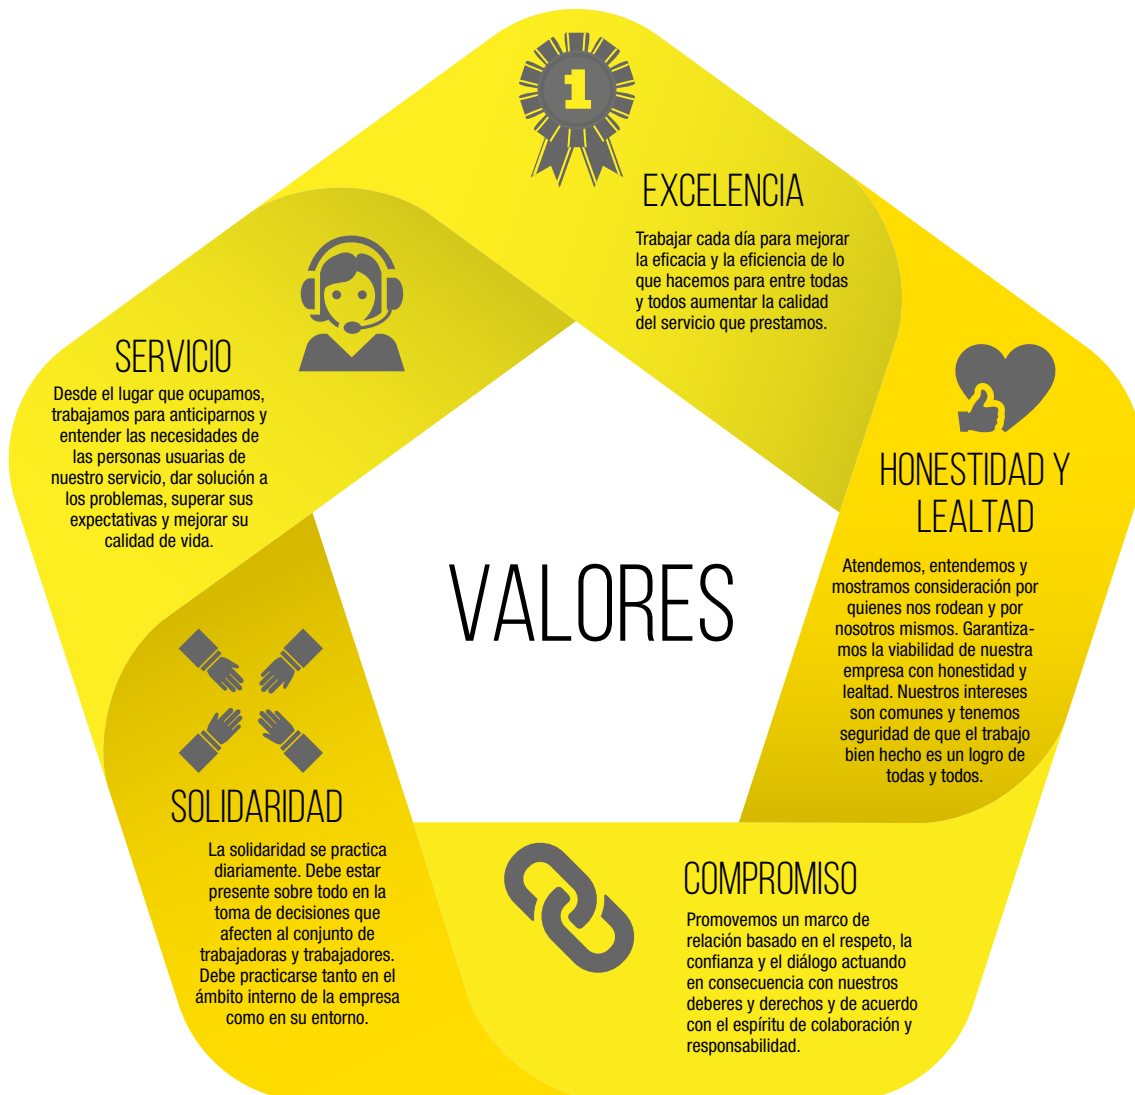 1
EXCELENCIA
Trabajar cada día para mejorar
la eficacia y la eficiencia de lo
que hacemos para entre todas
y todos aumentar la calidad
del servicio que prestamos.
SERVICIO
Desde el lugar que ocupamos,
trabajamos para anticiparnos y
entender las necesidades de
las personas usuarias de
nuestro servicio, dar solución a
los problemas, superar sus
expectativas y mejorar su
calidad de vida.
HONESTIDAD Y
LEALTAD
Atendemos, entendemos y
mostramos consideración por
quienes nos rodean y por
nosotros mismos. Garantiza-
mos la viabilidad de nuestra
empresa con honestidad y
lealtad. Nuestros intereses
son comunes y tenemos
seguridad de que el trabajo
bien hecho es un logro de
todas y todos.
VALORES
SOLIDARIDAD
La solidaridad se practica
diariamente. Debe estar
presente sobre todo en la
toma de decisiones que
afecten al conjunto de
trabajadoras y trabajadores.
Debe practicarse tanto en el
ámbito interno de la empresa
como en su entorno.
COMPROMISO
Promovemos un marco de
relación basado en el respeto, la
confianza y el diálogo actuando
en consecuencia con nuestros
deberes y derechos y de acuerdo
con el espíritu de colaboración y
responsabilidad.